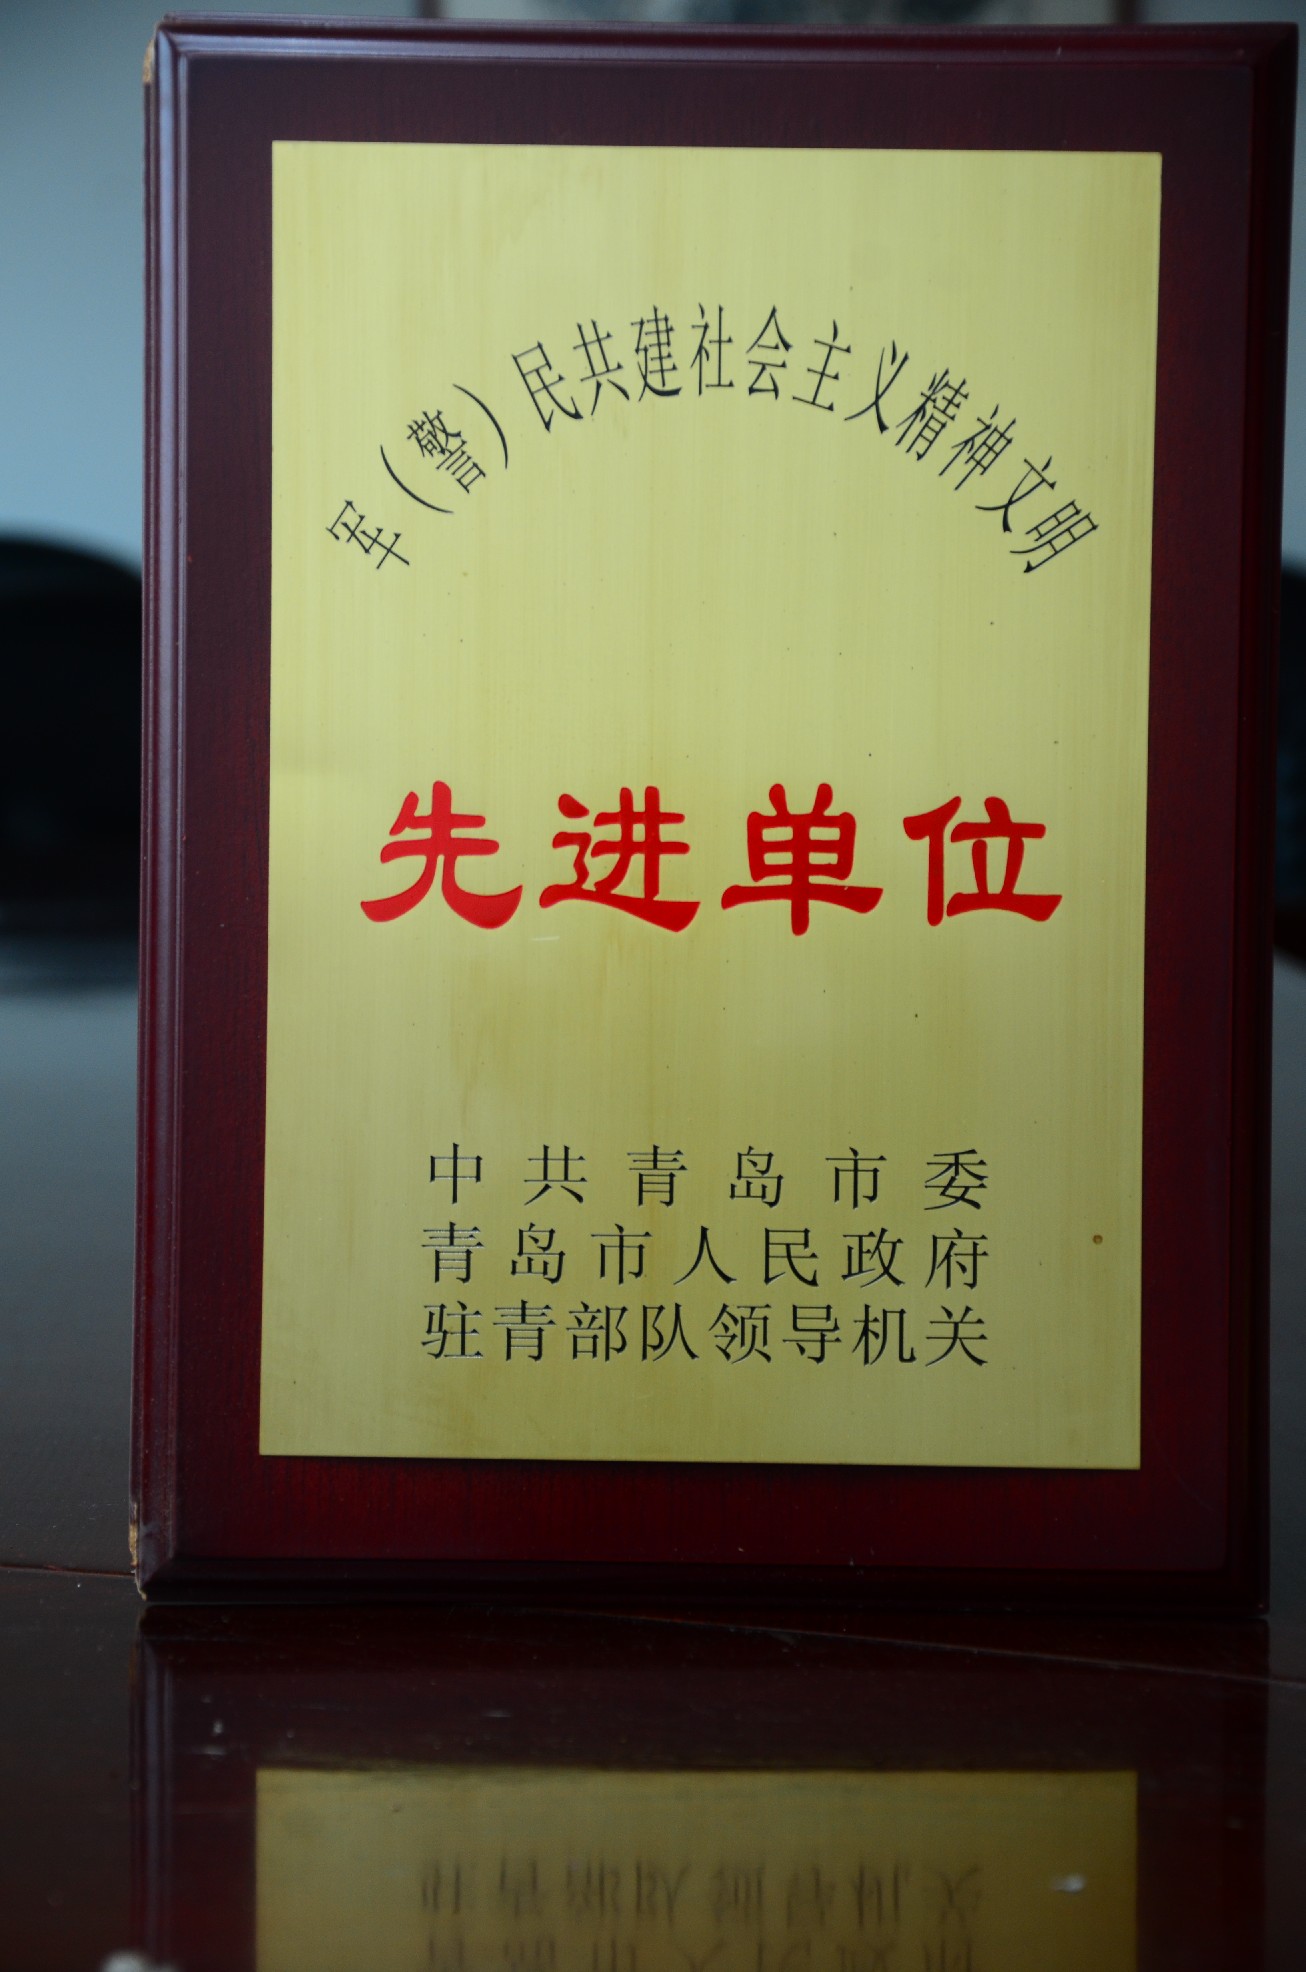 军（警）民共建社会主义精神文明
先进单位
中共青岛市委
青岛市人民政府
驻青部队领导机关